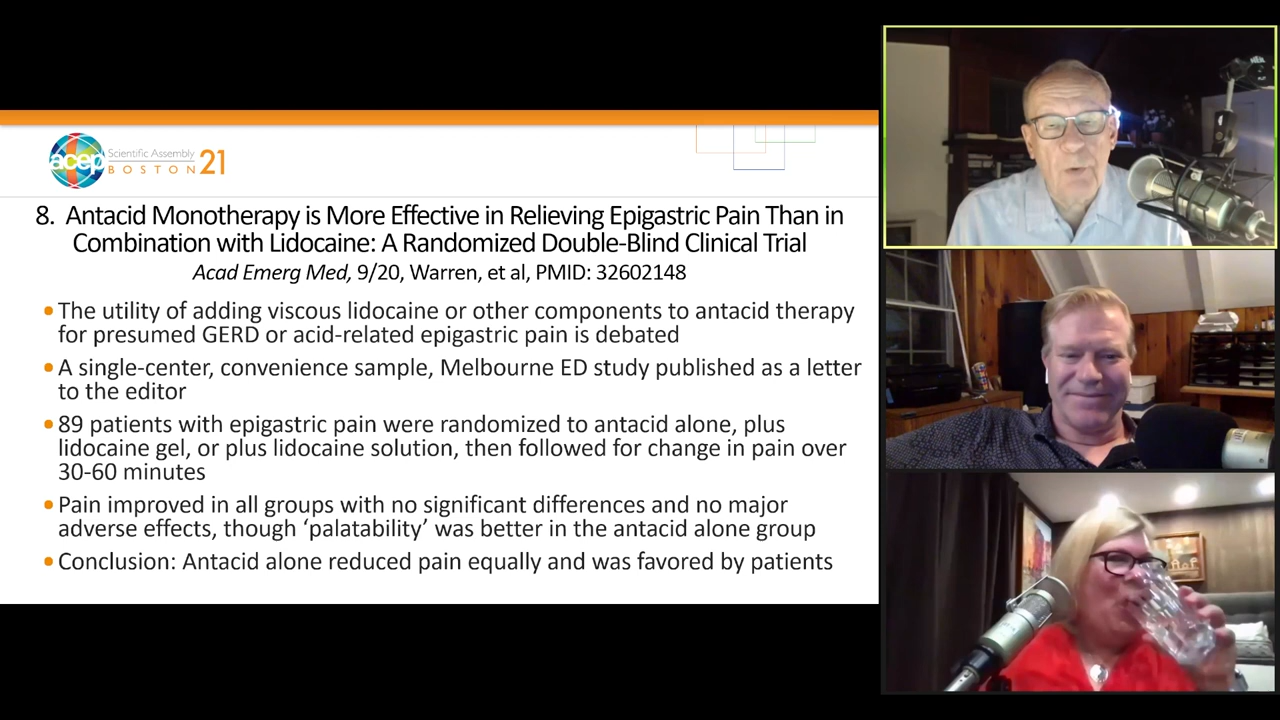 acep Scientific Assembly
BOSTON 21
8. Antacid Monotherapy is More Effective in Relieving Epigastric Pain Than in
Combination with Lidocaine: A Randomized Double-Blind Clinical Trial
Acad Emerg Med, 9/20, Warren, et al, PMID: 32602148
• The utility of adding viscous lidocaine or other components to antacid therapy
for presumed GERD or acid-related epigastric pain is debated
• A single-center, convenience sample, Melbourne ED study published as a letter
to the editor
• 89 patients with epigastric pain were randomized to antacid alone, plus
lidocaine gel, or plus lidocaine solution, then followed for change in pain over
30-60 minutes
• Pain improved in all groups with no significant differences and no major
adverse effects, though ‘palatability’ was better in the antacid alone group
• Conclusion: Antacid alone reduced pain equally and was favored by patients